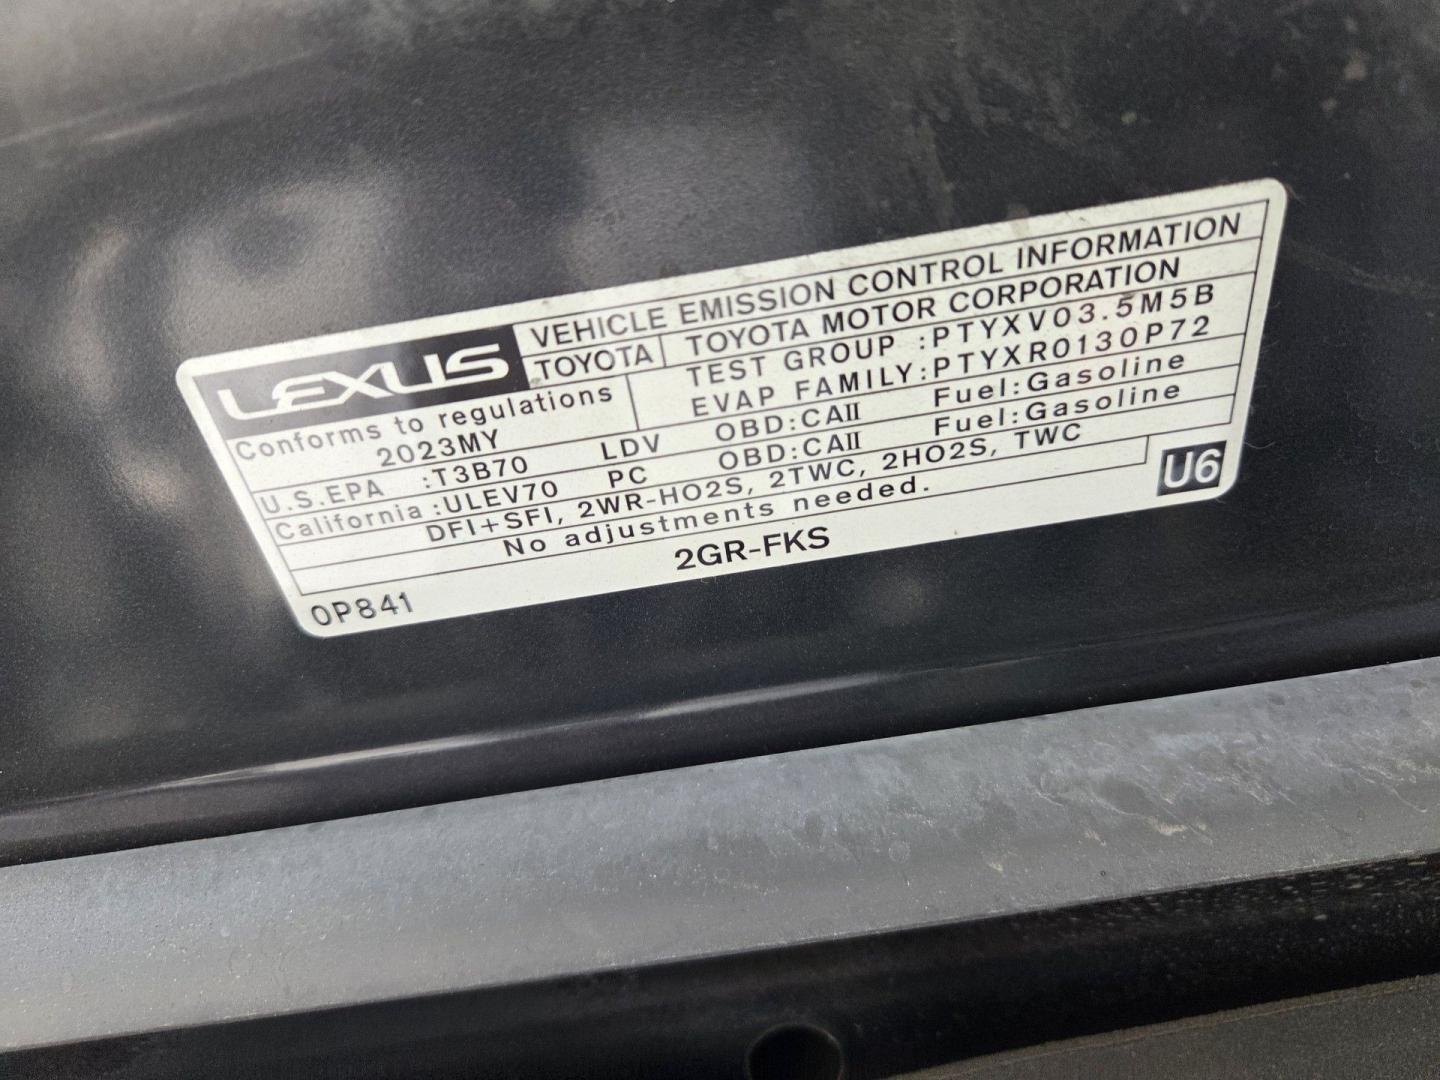 LEXUS VEHICLE EMISSION CONTROL INFORMATION
TOYOTA TOYOTA MOTOR CORPORATION
Conforms to regulations TEST GROUP :PTYXV03.5M5B
2023MY EVAP FAMILY:PTYXR0130P72
U.S.EPA :T3B70 LDV OBD:CAII Fuel:Gasoline
California :ULEV70 PC OBD:CAII Fuel:Gasoline
DFI+SFI, 2WR-HO2S, 2TWC, 2HO2S, TWC
No adjustments needed.
U6
2GR-FKS
0P841